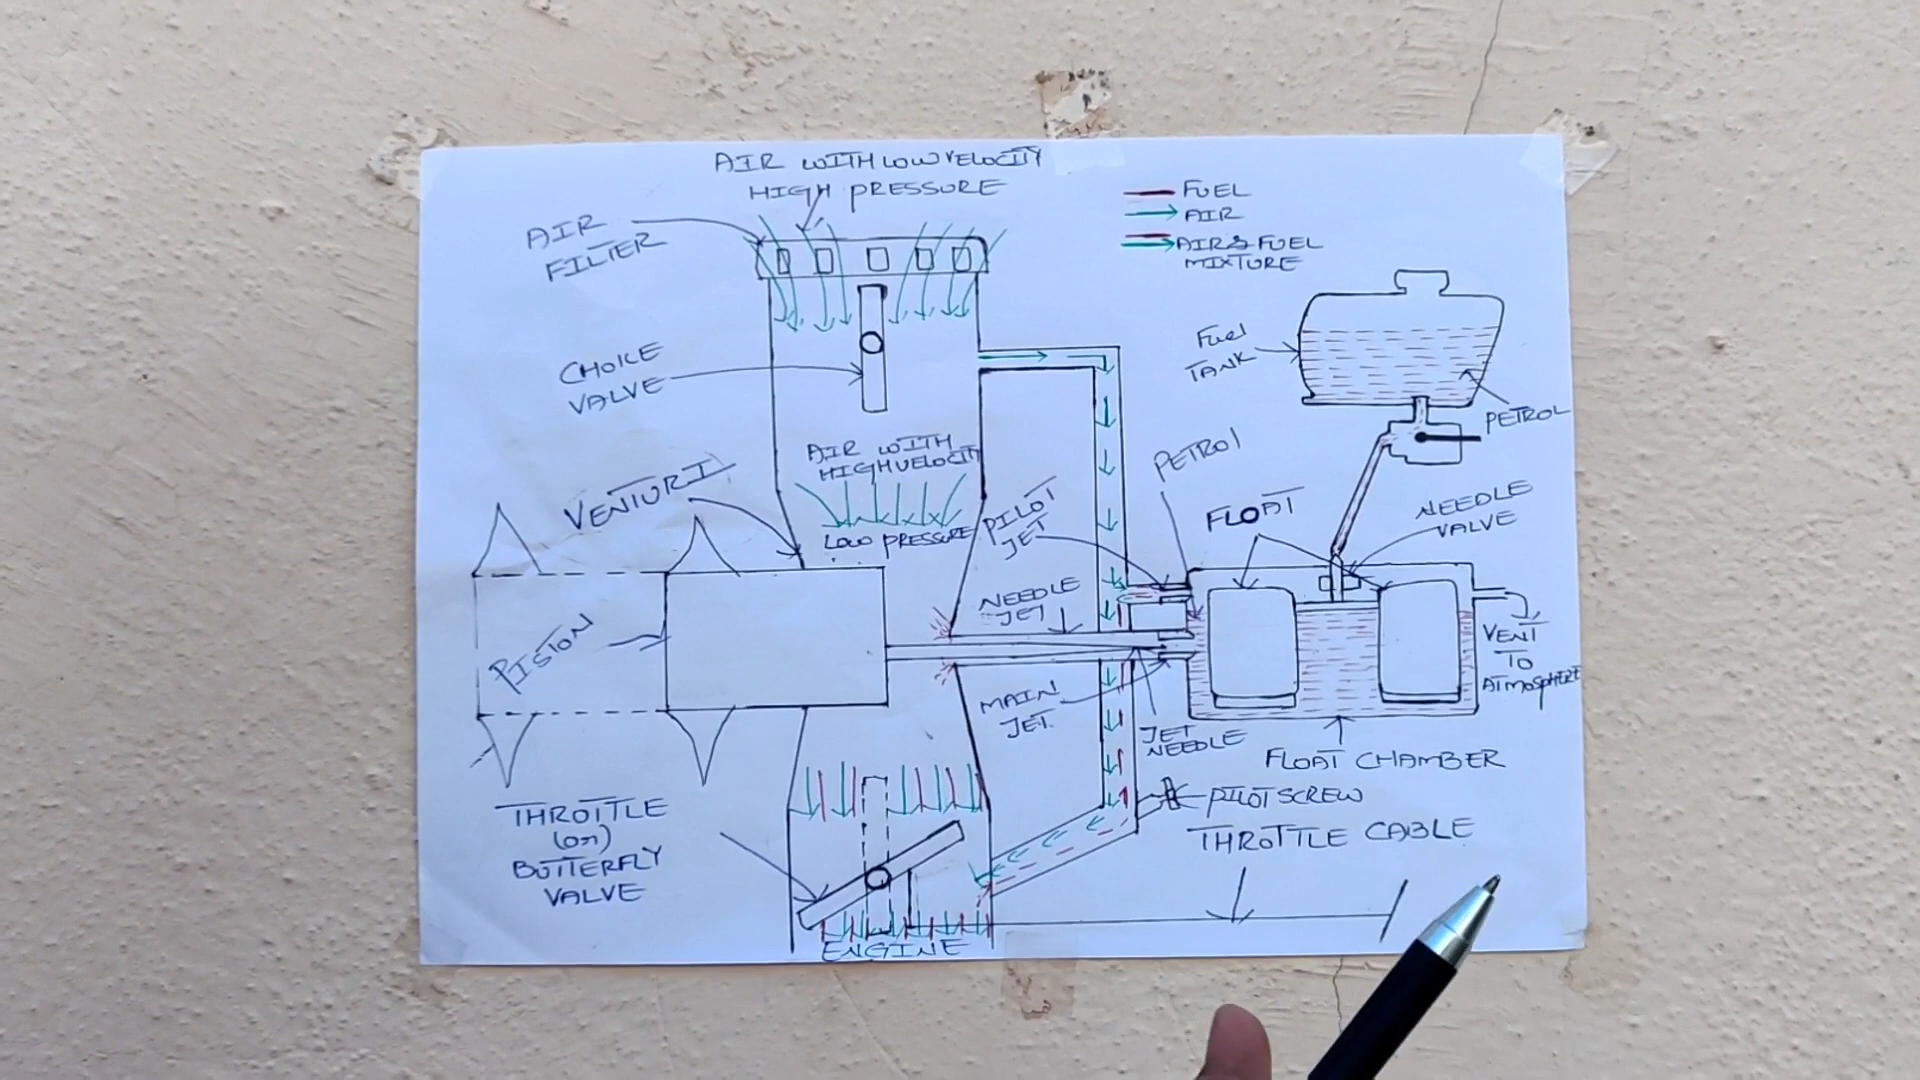 AIR WITH LOW VELOCITY
HIGH PRESSURE
FUEL
AIR
AIR & FUEL
MIXTURE
AIR
FILTER
Fuel
TANK
PETROL
CHOICE
VALVE
AIR WITH
HIGH VELOCITY
LOW PRESSURE
VENTURI
PILOT
JET
PETROl
FLOAT
NEEDLE
VALVE
NEEDLE
JET
PISTON
VENT
TO
ATMOSPHERE
MAIN
JET
JET
NEEDLE
FLOAT CHAMBER
PILOT SCREW
THROTTLE CABLE
THROTTLE
(or)
BUTTERFLY
VALVE
ENGINE